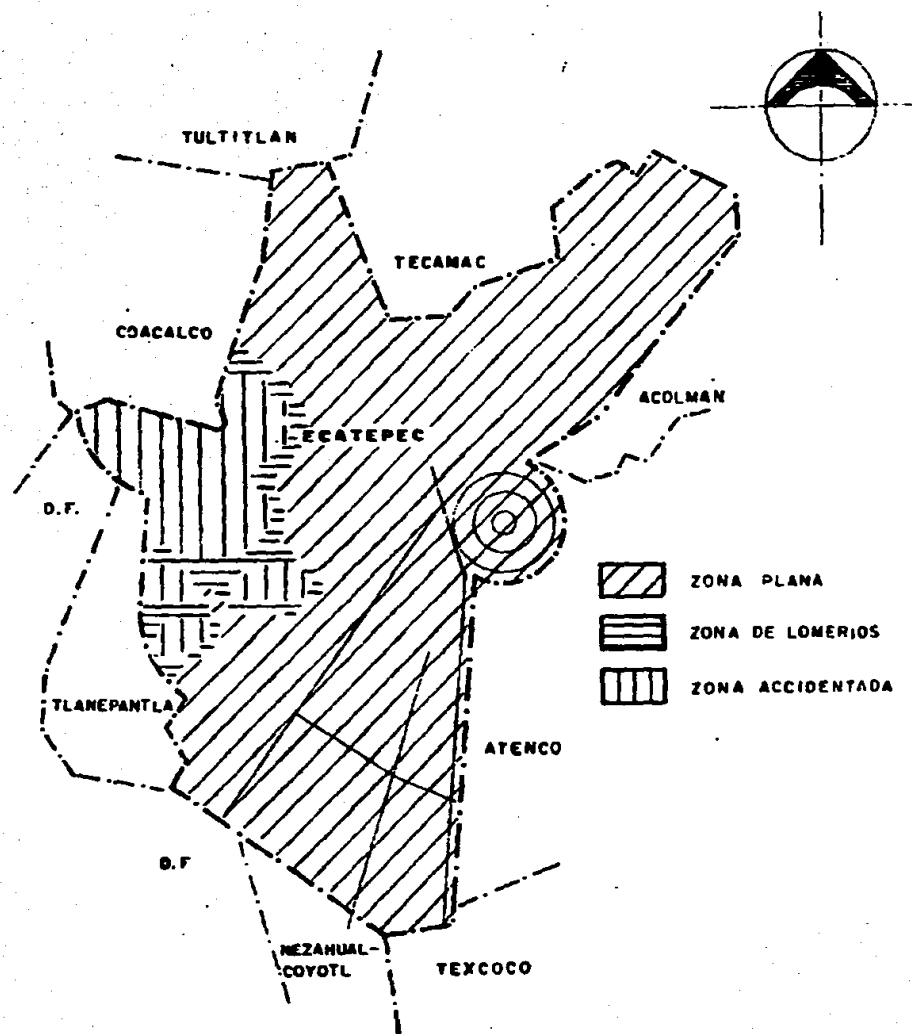 TULTITLAN
TECAMAC
COACALCO
ACOLMAN
ECATEPEC
D.F.
ZONA PLANA
ZONA DE LOMERIOS
ZONA ACCIDENTADA
TLANEPANTLA
ATENCO
D.F
NEZAHUAL-
COYOTL
TEXCOCO